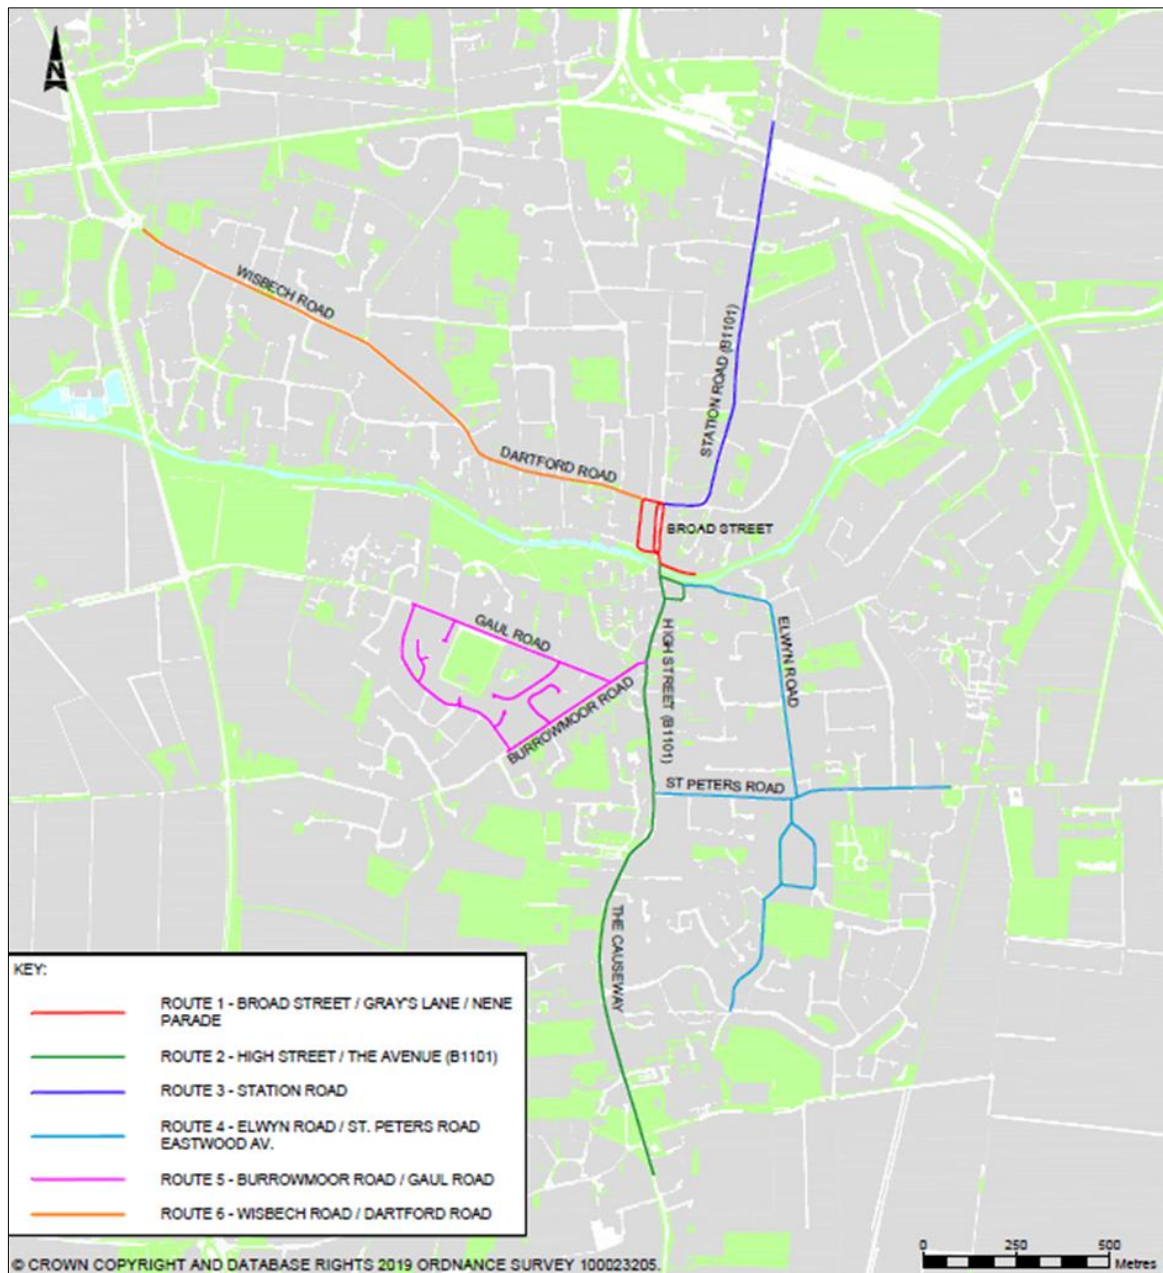 N
WISBECH ROAD
STATION ROAD (B1101)
DARTFORD ROAD
BROAD STREET
GAUL ROAD
HIGH STREET (B1101)
ELWYN ROAD
BURROWMOOR ROAD
ST PETERS ROAD
THE CAUSEWAY
KEY:
ROUTE 1 - BROAD STREET / GRAY'S LANE / NENE
PARADE
ROUTE 2 - HIGH STREET / THE AVENUE (B1101)
ROUTE 3 - STATION ROAD
ROUTE 4 - ELWYN ROAD / ST. PETERS ROAD
EASTWOOD AV.
ROUTE 5 - BURROWMOOR ROAD / GAUL ROAD
ROUTE 6 - WISBECH ROAD / DARTFORD ROAD
0 250 500
Metres
© CROWN COPYRIGHT AND DATABASE RIGHTS 2019 ORDNANCE SURVEY 100023205.